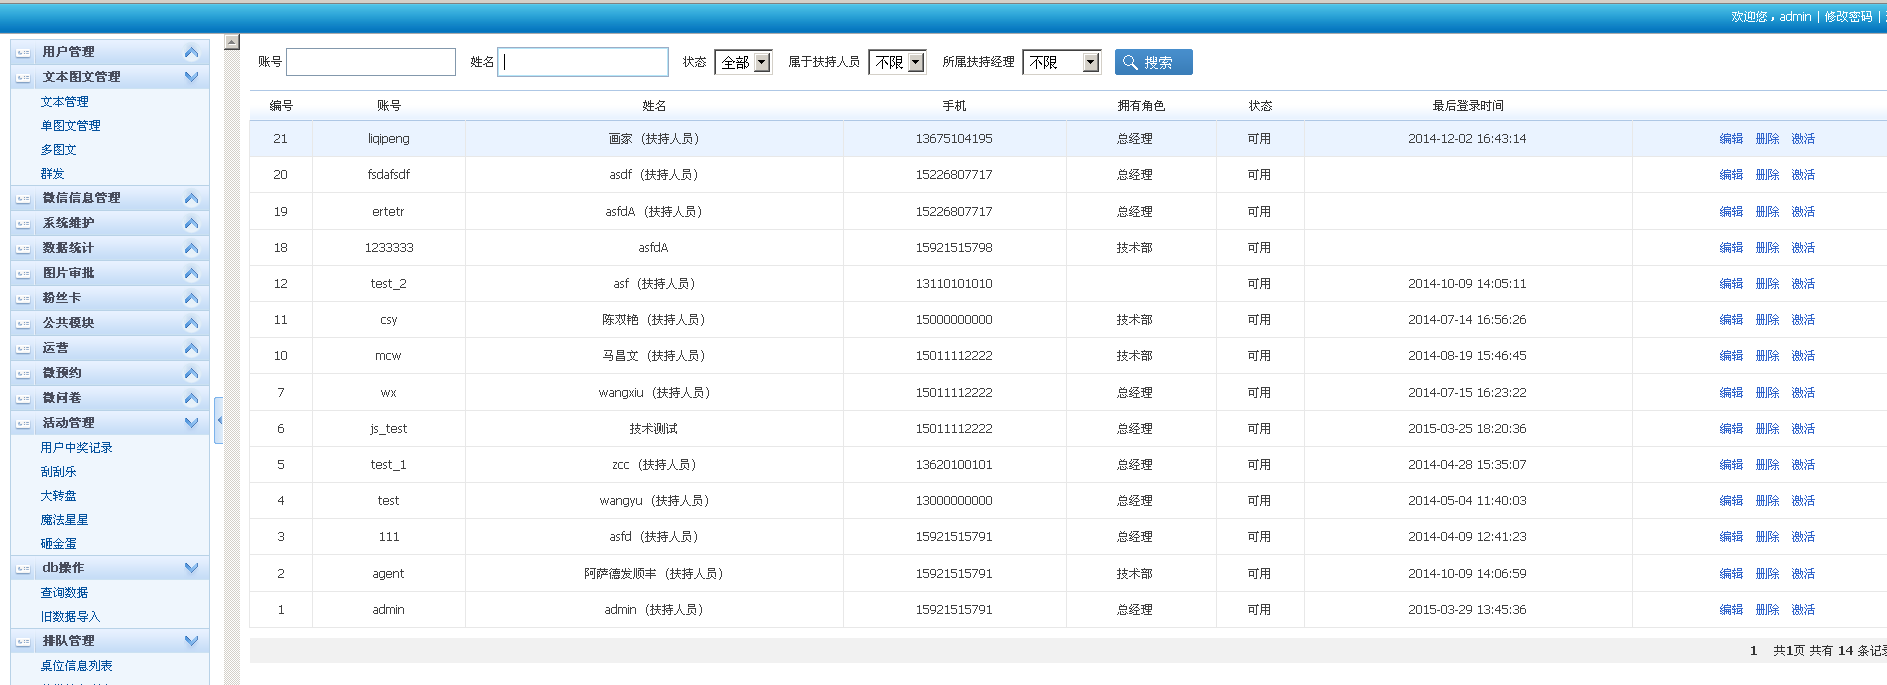 欢迎您，admin | 修改密码 |
用户管理
文本图文管理
文本管理
单图文管理
多图文
群发
微信信息管理
系统维护
数据统计
图片审批
粉丝卡
公共模块
运营
微预约
微问卷
活动管理
用户中奖记录
刮刮乐
大转盘
魔法星星
砸金蛋
db操作
查询数据
旧数据导入
排队管理
桌位信息列表
账号 姓名 状态 全部 属于扶持人员 不限 所属扶持经理 不限 搜索
编号 账号 姓名 手机 拥有角色 状态 最后登录时间
21 liqipeng 画家（扶持人员） 13675104195 总经理 可用 2014-12-02 16:43:14 编辑 删除 激活
20 fsdafsdf asdf（扶持人员） 15226807717 总经理 可用 编辑 删除 激活
19 ertetr asfdA（扶持人员） 15226807717 总经理 可用 编辑 删除 激活
18 1233333 asfdA 15921515798 技术部 可用 编辑 删除 激活
12 test_2 asf（扶持人员） 13110101010 可用 2014-10-09 14:05:11 编辑 删除 激活
11 csy 陈双艳（扶持人员） 15000000000 技术部 可用 2014-07-14 16:56:26 编辑 删除 激活
10 mcw 马昌文（扶持人员） 15011112222 技术部 可用 2014-08-19 15:46:45 编辑 删除 激活
7 wx wangxiu（扶持人员） 15011112222 总经理 可用 2014-07-15 16:23:22 编辑 删除 激活
6 js_test 技术测试 15011112222 总经理 可用 2015-03-25 18:20:36 编辑 删除 激活
5 test_1 zcc（扶持人员） 13620100101 总经理 可用 2014-04-28 15:35:07 编辑 删除 激活
4 test wangyu（扶持人员） 13000000000 总经理 可用 2014-05-04 11:40:03 编辑 删除 激活
3 111 asfd（扶持人员） 15921515791 总经理 可用 2014-04-09 12:41:23 编辑 删除 激活
2 agent 阿萨德发顺丰（扶持人员） 15921515791 技术部 可用 2014-10-09 14:06:59 编辑 删除 激活
1 admin admin（扶持人员） 15921515791 总经理 可用 2015-03-29 13:45:36 编辑 删除 激活
1 共1页 共有 14 条记录